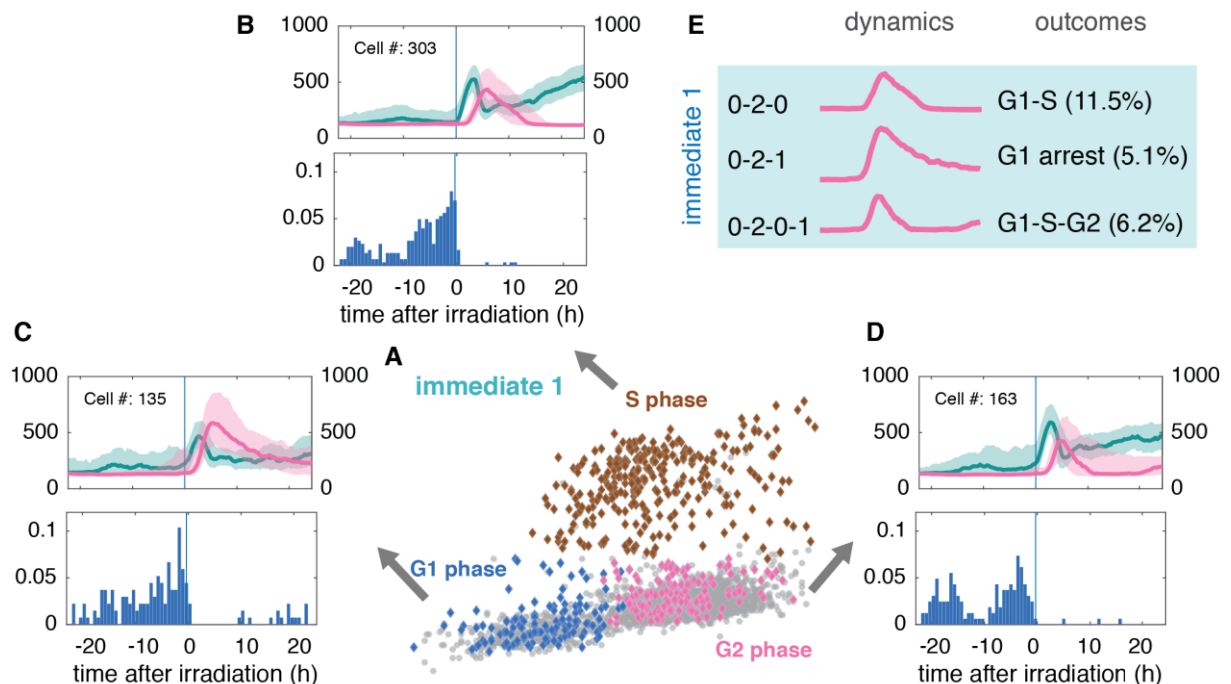 B
1000
500
0
Cell #: 303
1000
500
0
0.1
0.05
0
-20 -10 0 10 20
time after irradiation (h)
E
dynamics outcomes
immediate 1
0-2-0 G1-S (11.5%)
0-2-1 G1 arrest (5.1%)
0-2-0-1 G1-S-G2 (6.2%)
C
1000
500
0
Cell #: 135
1000
500
0
0.1
0.05
0
-20 -10 0 10 20
time after irradiation (h)
A
immediate 1
S phase
G1 phase
G2 phase
D
1000
500
0
Cell #: 163
1000
500
0
0.1
0.05
0
-20 -10 0 10 20
time after irradiation (h)